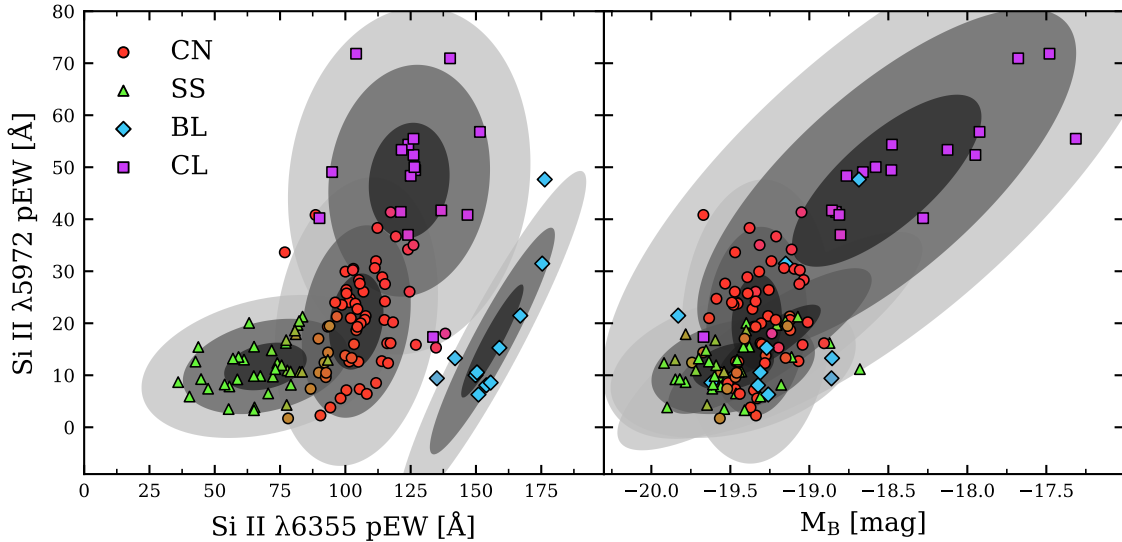 80
70
60
50
40
30
20
10
0
Si II λ5972 pEW [Å]
CN
SS
BL
CL
0 25 50 75 100 125 150 175
Si II λ6355 pEW [Å]
−20.0 −19.5 −19.0 −18.5 −18.0 −17.5
M_B [mag]